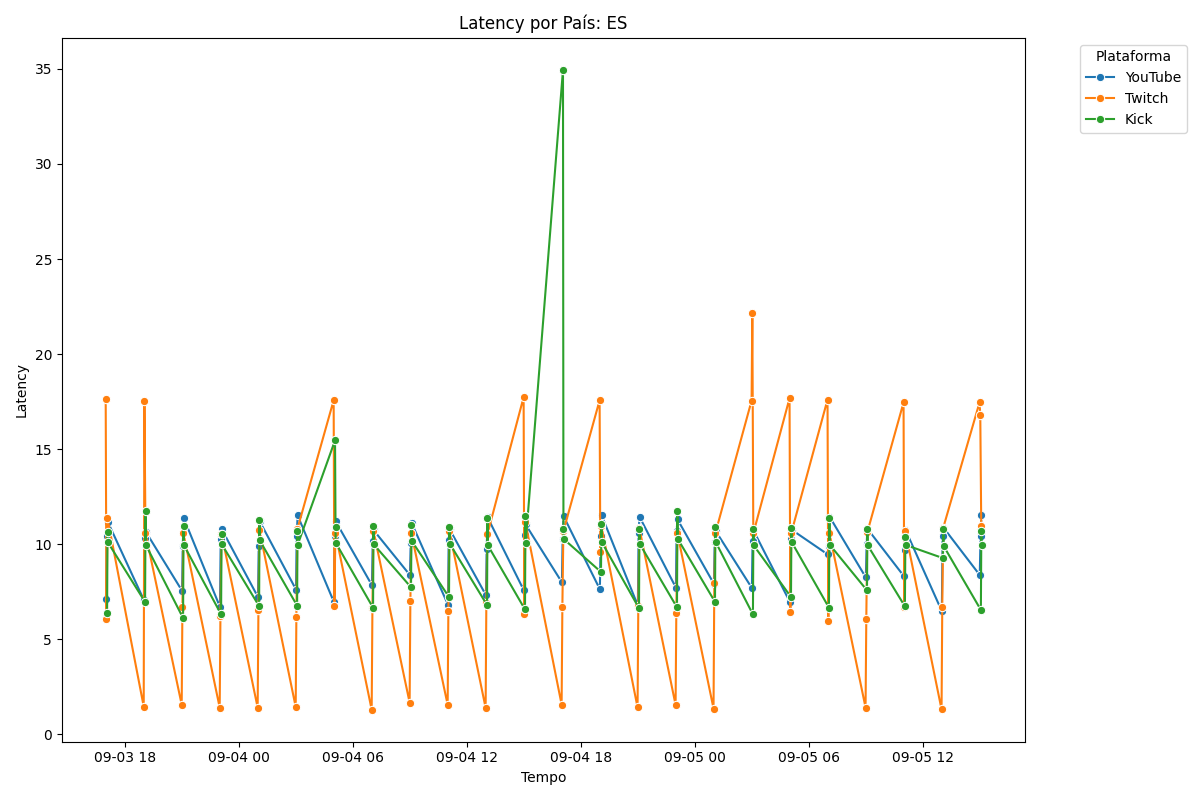 Latency por País: ES
Plataforma
YouTube
Twitch
Kick
Latency
35
30
25
20
15
10
5
0
09-03 18
09-04 00
09-04 06
09-04 12
09-04 18
09-05 00
09-05 06
09-05 12
Tempo